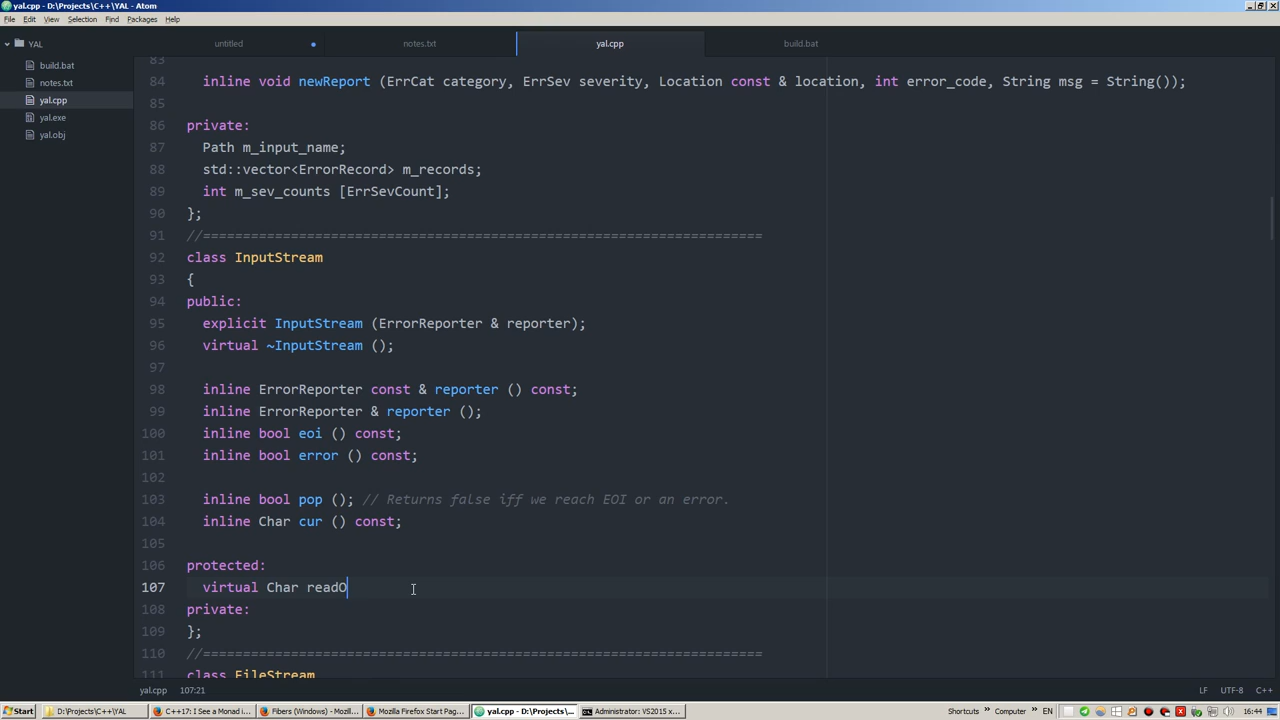 yal.cpp - D:\Projects\C++\YAL - Atom
File Edit View Selection Find Packages Help
YAL
build.bat
notes.txt
yal.cpp
yal.exe
yal.obj
untitled
notes.txt
yal.cpp
build.bat
83
84 inline void newReport (ErrCat category, ErrSev severity, Location const & location, int error_code, String msg = String());
85
86 private:
87 Path m_input_name;
88 std::vector<ErrorRecord> m_records;
89 int m_sev_counts [ErrSevCount];
90 };
91 //======================================================================
92 class InputStream
93 {
94 public:
95 explicit InputStream (ErrorReporter & reporter);
96 virtual ~InputStream ();
97
98 inline ErrorReporter const & reporter () const;
99 inline ErrorReporter & reporter ();
100 inline bool eoi () const;
101 inline bool error () const;
102
103 inline bool pop (); // Returns false iff we reach EOI or an error.
104 inline Char cur () const;
105
106 protected:
107 virtual Char readO
108 private:
109 };
110 //======================================================================
111 class FileStream
yal.cpp 107:21 LF UTF-8 C++
Start D:\Projects\C++\YAL C++17: I See a Monad i... Fibers (Windows) - Mozil... Mozilla Firefox Start Pag... yal.cpp - D:\Projects\... Administrator: VS2015 x... Shortcuts » Computer » 16:44